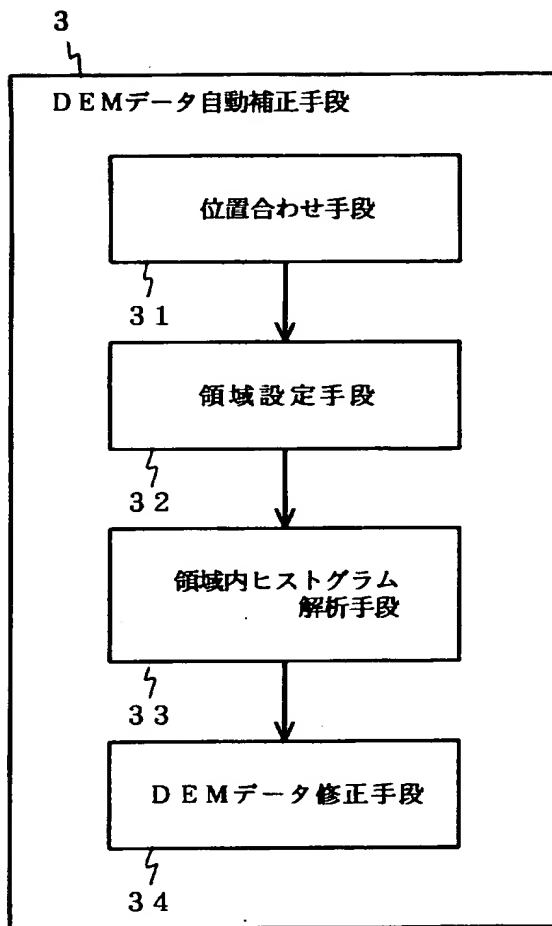 3
DEMデータ自動補正手段
位置合わせ手段
31
領域設定手段
32
領域内ヒストグラム
解析手段
33
DEMデータ修正手段
34